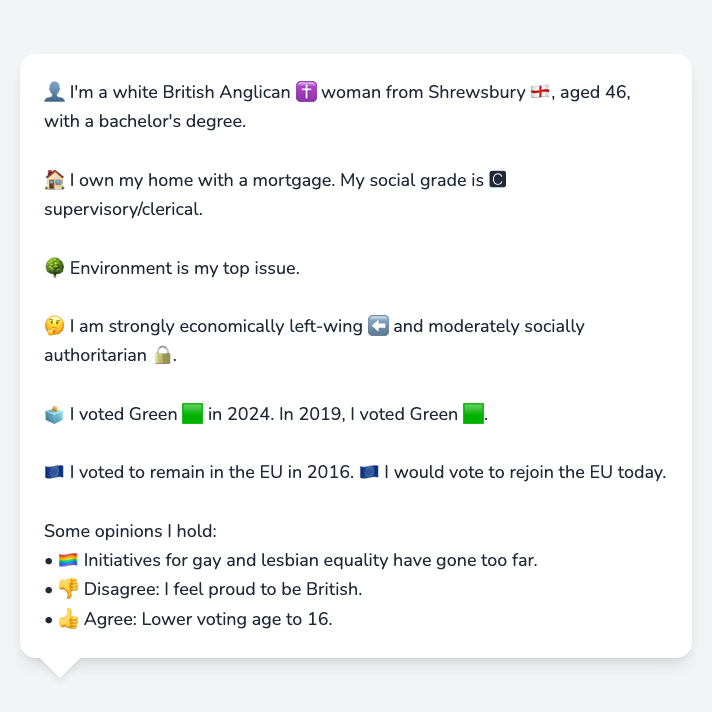 👤 I'm a white British Anglican ✝️ woman from Shrewsbury 🏴󠁧󠁢󠁥󠁮󠁧󠁿, aged 46,
with a bachelor's degree.
🏠 I own my home with a mortgage. My social grade is C
supervisory/clerical.
🌳 Environment is my top issue.
🤔 I am strongly economically left-wing ⬅️ and moderately socially
authoritarian 🔒.
🗳️ I voted Green 🟩 in 2024. In 2019, I voted Green 🟩.
🇪🇺 I voted to remain in the EU in 2016. 🇪🇺 I would vote to rejoin the EU today.
Some opinions I hold:
• 🏳️‍🌈 Initiatives for gay and lesbian equality have gone too far.
• 👎 Disagree: I feel proud to be British.
• 👍 Agree: Lower voting age to 16.